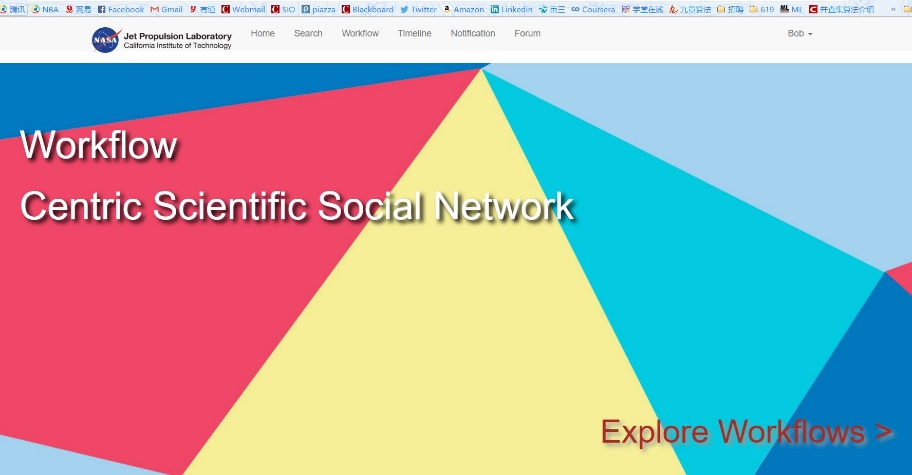 腾讯 NBA 网易 Facebook Gmail 有道 Webmail SIO piazza Blackboard Twitter Amazon Linkedin 币三 Coursera 学堂在线 九章算法 招聘 619 ML 并查集算法介绍 »
NASA Jet Propulsion Laboratory Home Search Workflow Timeline Notification Forum Bob
California Institute of Technology
Workflow
Centric Scientific Social Network
Explore Workflows >